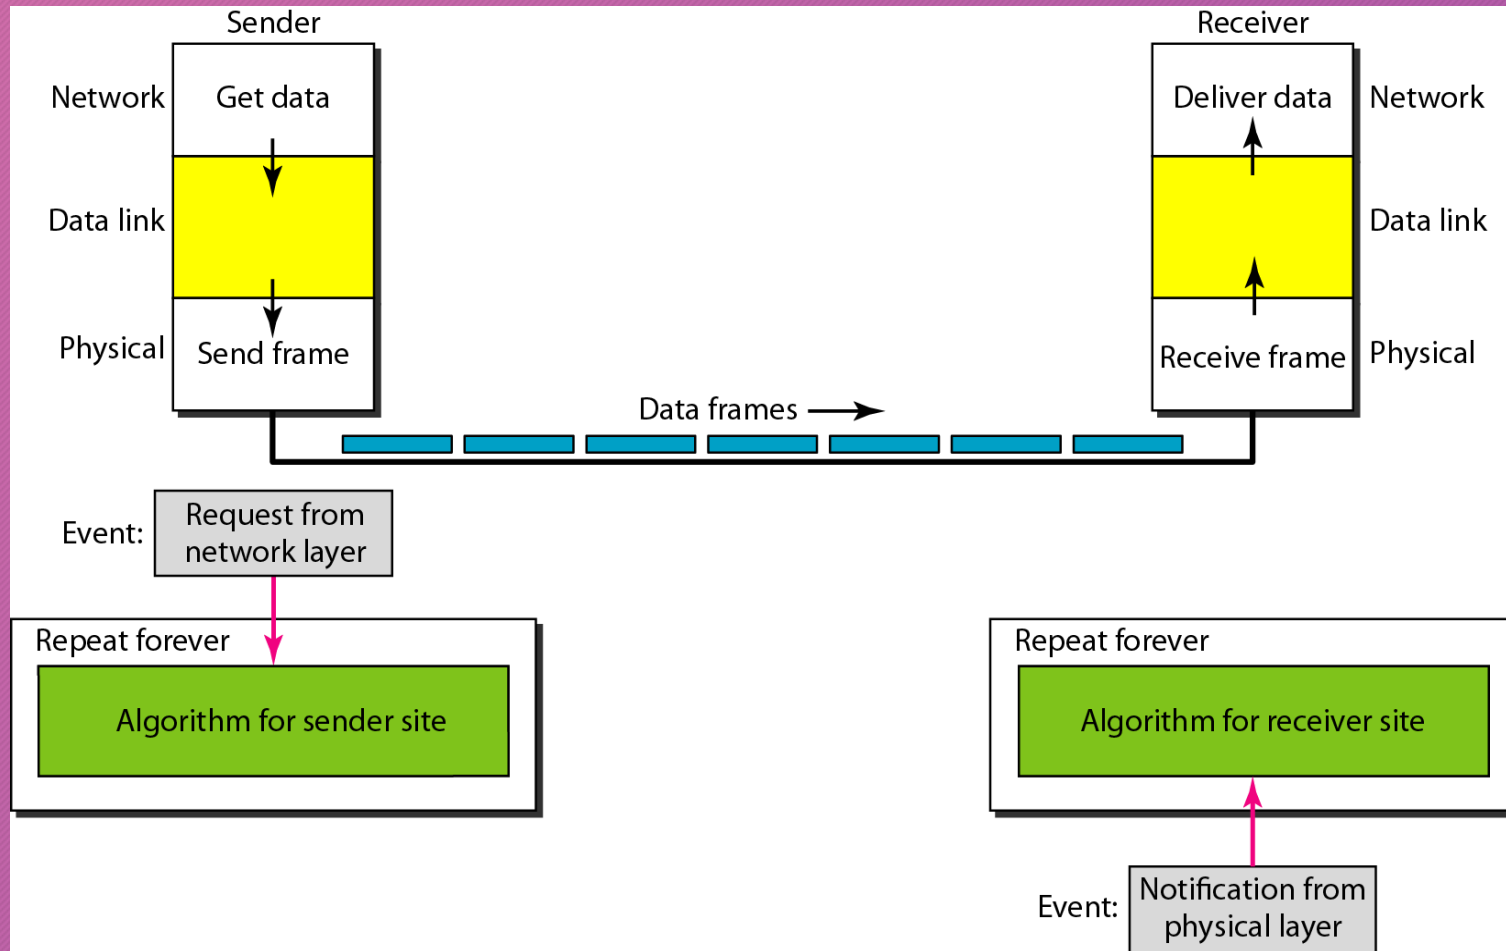 Sender
Receiver
Network
Get data
Deliver data
Network
Data link
Data link
Physical
Send frame
Receive frame
Physical
Data frames
Event:
Request from
network layer
Repeat forever
Algorithm for sender site
Repeat forever
Algorithm for receiver site
Event:
Notification from
physical layer